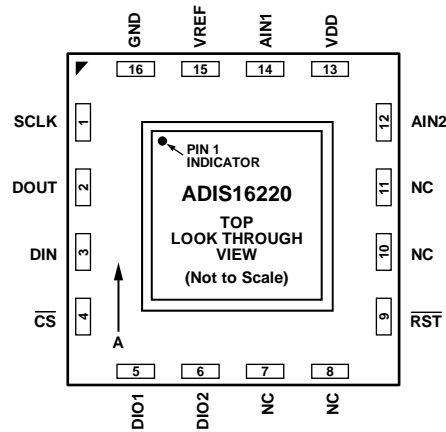 GND
VREF
AIN1
VDD
16
15
14
13
SCLK
1
12
AIN2
PIN 1
INDICATOR
DOUT
2
ADIS16220
11
NC
TOP
LOOK THROUGH
VIEW
DIN
3
10
NC
(Not to Scale)
CS
4
A
9
RST
5
6
7
8
DIO1
DIO2
NC
NC